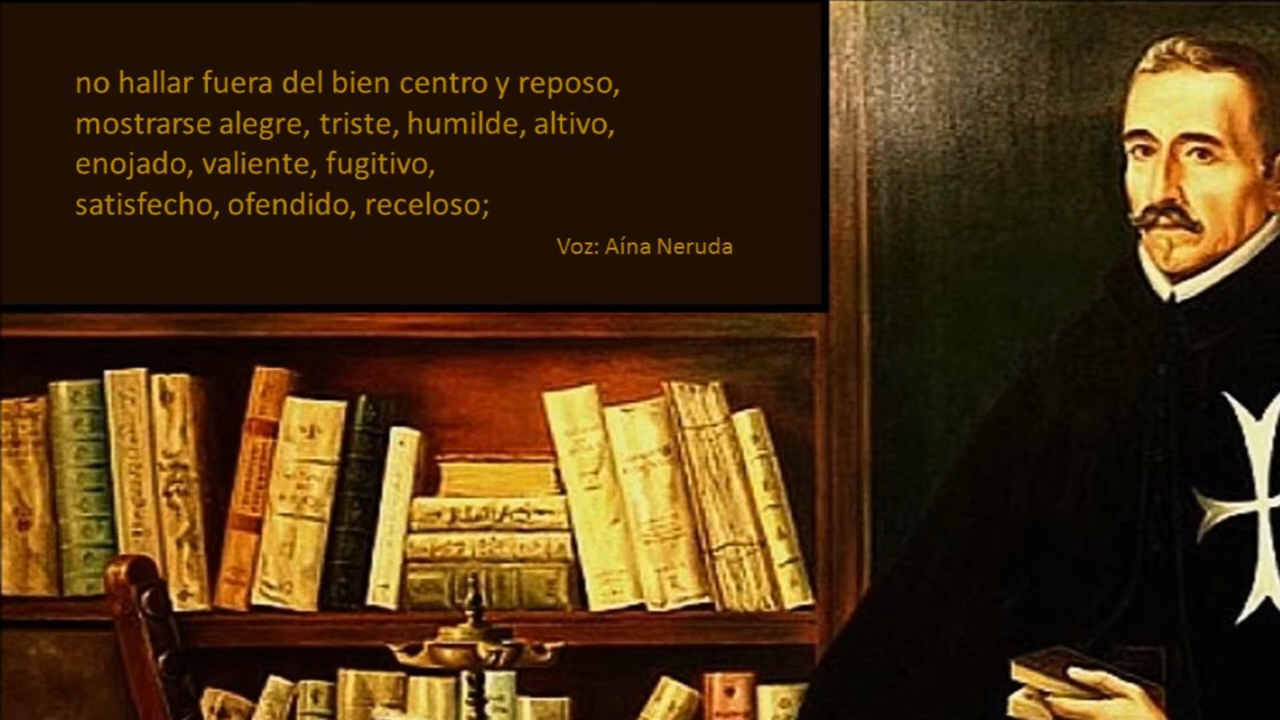 no hallar fuera del bien centro y reposo,
mostrarse alegre, triste, humilde, altivo,
enojado, valiente, fugitivo,
satisfecho, ofendido, receloso;
Voz: Aína Neruda